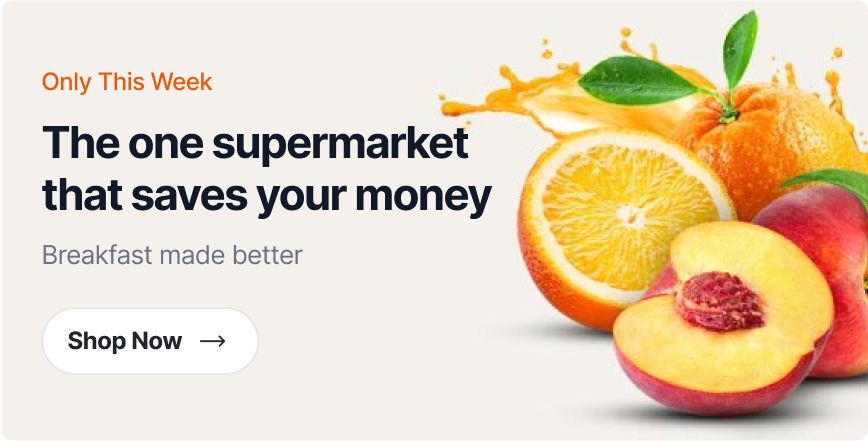 Only This Week
The one supermarket
that saves your money
Breakfast made better
Shop Now →